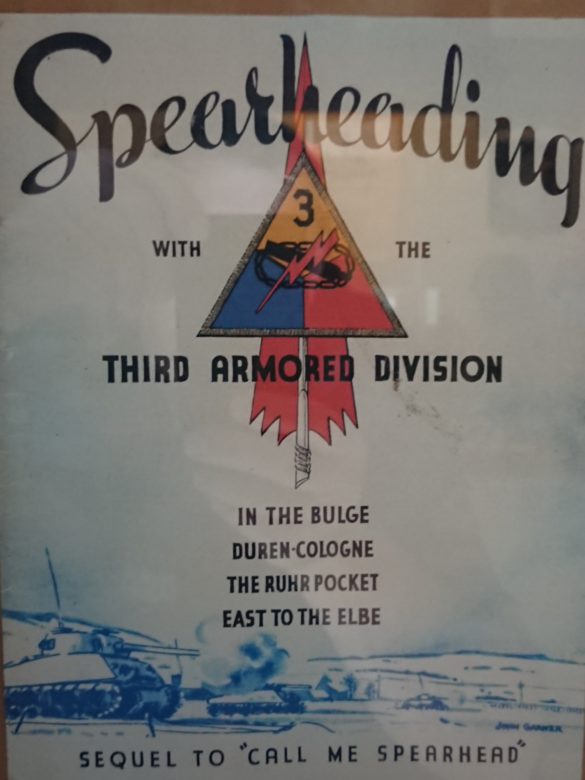 Spearheading
3
WITH THE
THIRD ARMORED DIVISION
IN THE BULGE
DUREN-COLOGNE
THE RUHR POCKET
EAST TO THE ELBE
SEQUEL TO "CALL ME SPEARHEAD"